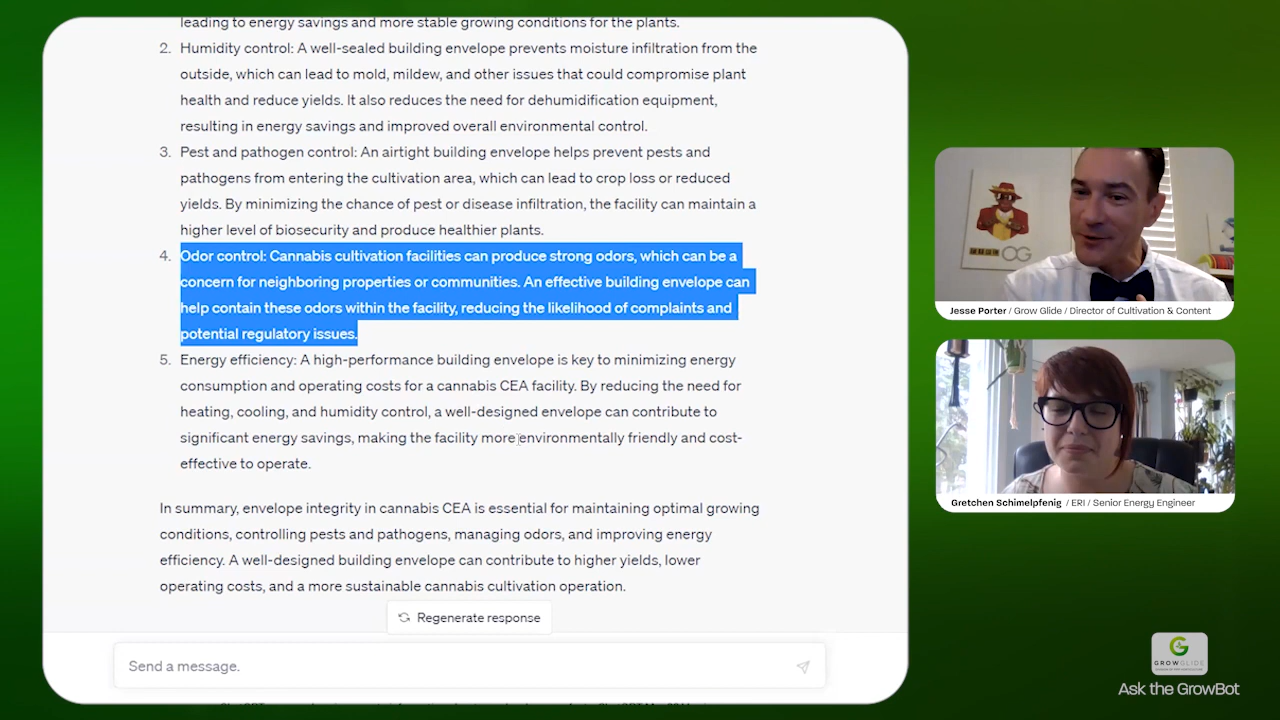 leading to energy savings and more stable growing conditions for the plants.
2. Humidity control: A well-sealed building envelope prevents moisture infiltration from the
outside, which can lead to mold, mildew, and other issues that could compromise plant
health and reduce yields. It also reduces the need for dehumidification equipment,
resulting in energy savings and improved overall environmental control.
3. Pest and pathogen control: An airtight building envelope helps prevent pests and
pathogens from entering the cultivation area, which can lead to crop loss or reduced
yields. By minimizing the chance of pest or disease infiltration, the facility can maintain a
higher level of biosecurity and produce healthier plants.
4. Odor control: Cannabis cultivation facilities can produce strong odors, which can be a
concern for neighboring properties or communities. An effective building envelope can
help contain these odors within the facility, reducing the likelihood of complaints and
potential regulatory issues.
5. Energy efficiency: A high-performance building envelope is key to minimizing energy
consumption and operating costs for a cannabis CEA facility. By reducing the need for
heating, cooling, and humidity control, a well-designed envelope can contribute to
significant energy savings, making the facility more environmentally friendly and cost-
effective to operate.
In summary, envelope integrity in cannabis CEA is essential for maintaining optimal growing
conditions, controlling pests and pathogens, managing odors, and improving energy
efficiency. A well-designed building envelope can contribute to higher yields, lower
operating costs, and a more sustainable cannabis cultivation operation.
Regenerate response
Send a message.
OG
Jesse Porter / Grow Glide / Director of Cultivation & Content
Gretchen Schimelpfenig / ERI / Senior Energy Engineer
GROWGLIDE
Ask the GrowBot